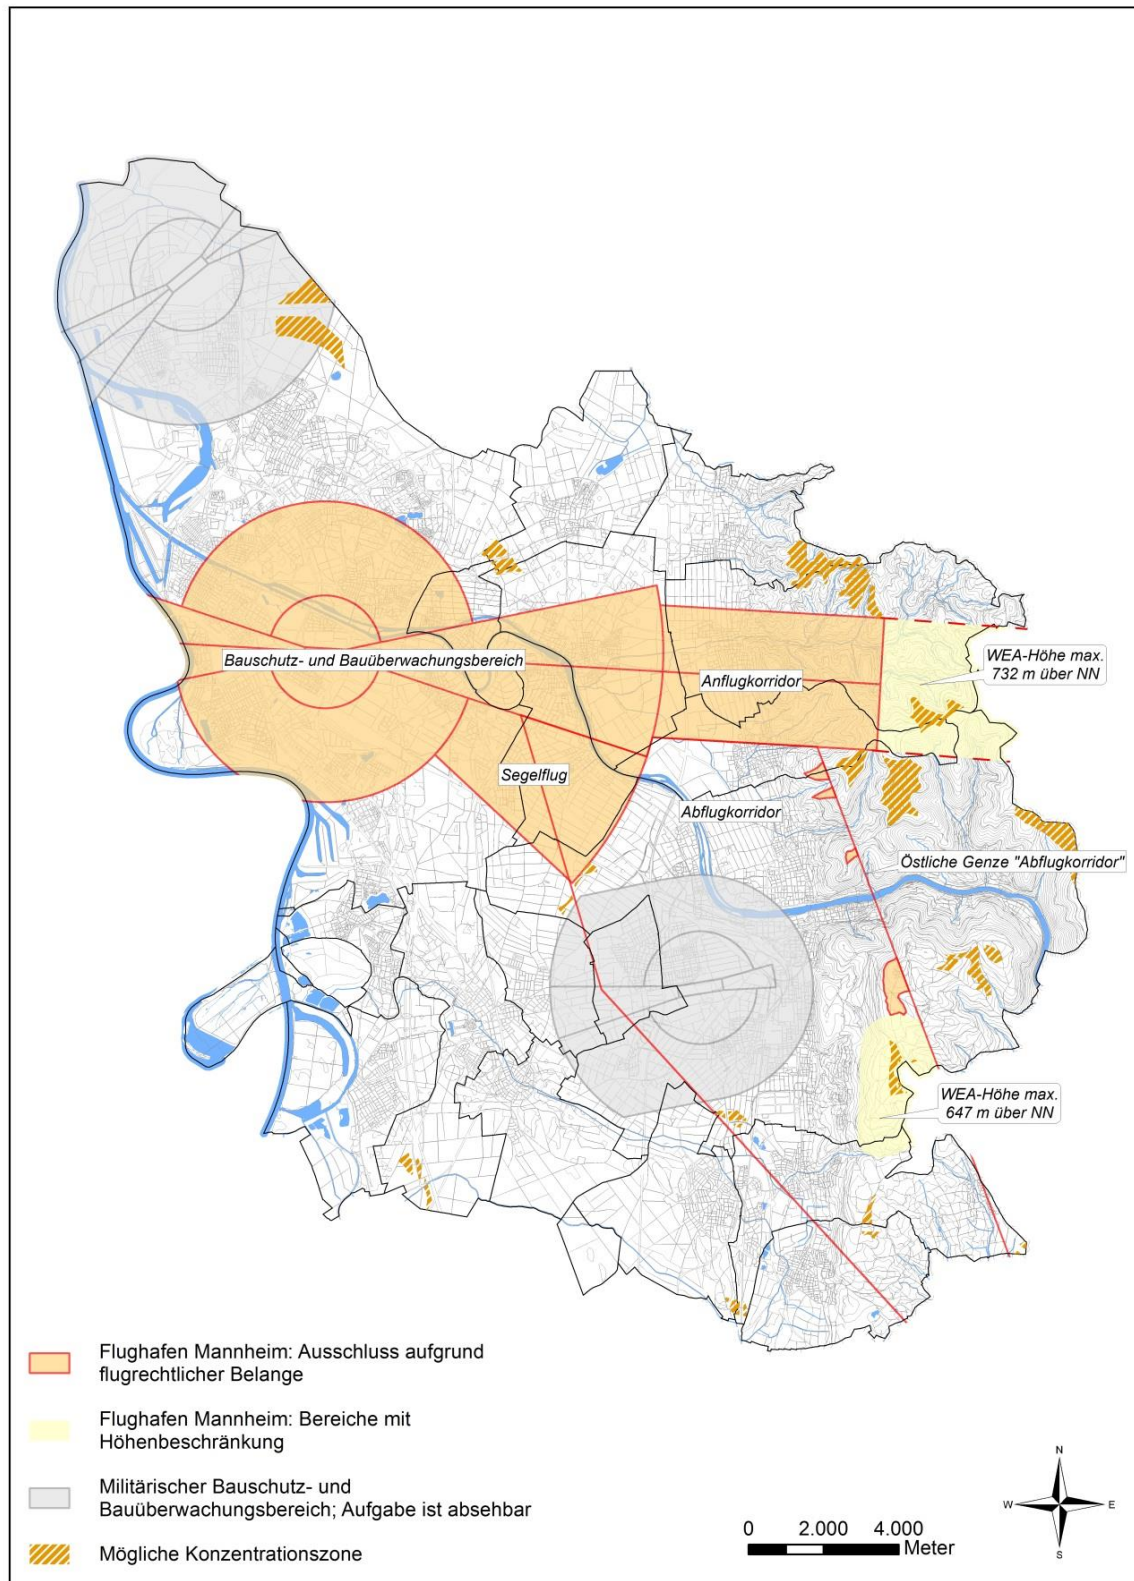 WEA-Höhe max.
732 m über NN
Bauschutz- und Bauüberwachungsbereich
Anflugkorridor
Segelflug
Abflugkorridor
Östliche Genze "Abflugkorridor"
WEA-Höhe max.
647 m über NN
Flughafen Mannheim: Ausschluss aufgrund
flugrechtlicher Belange
Flughafen Mannheim: Bereiche mit
Höhenbeschränkung
Militärischer Bauschutz- und
Bauüberwachungsbereich; Aufgabe ist absehbar
Mögliche Konzentrationszone
0 2.000 4.000
Meter
N
W E
S